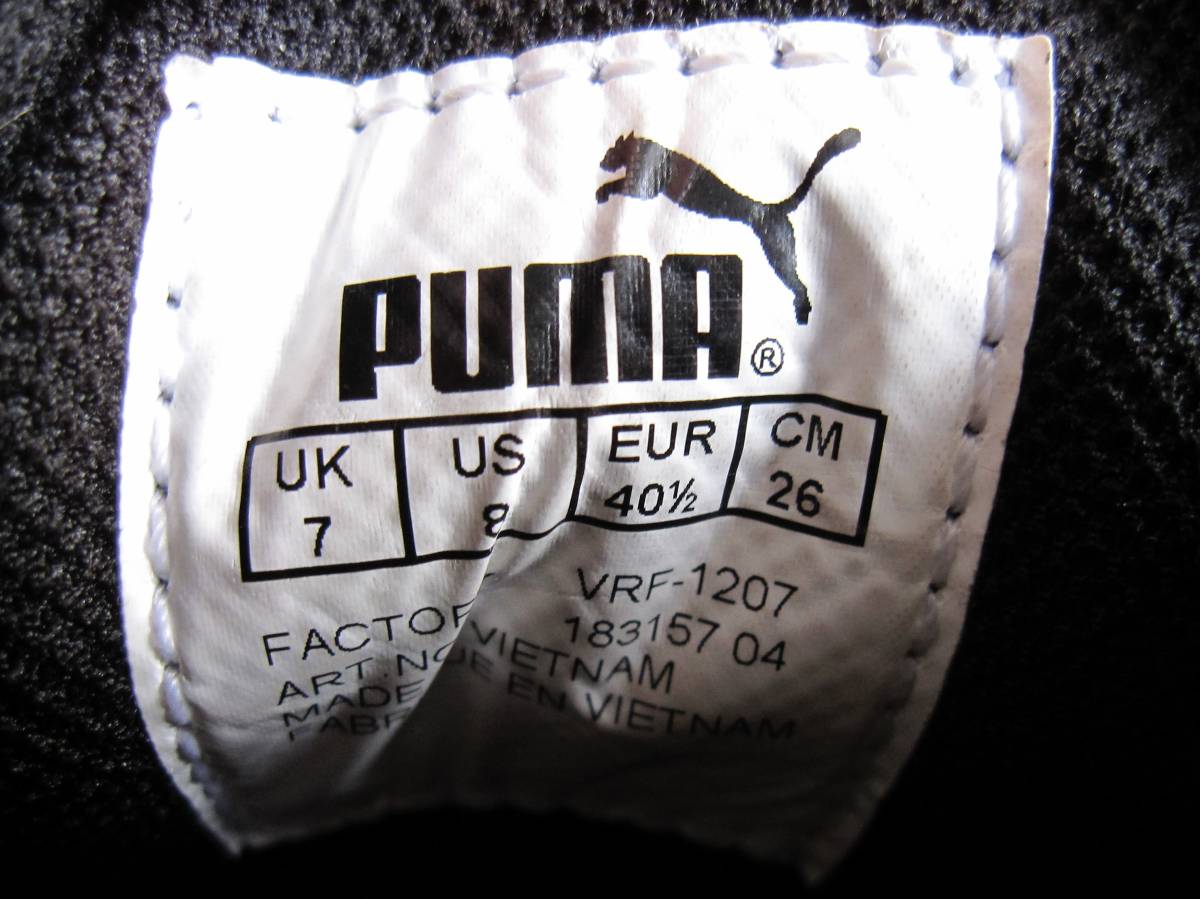 PUMA®
UK US EUR CM
7 8 40½ 26
VRF-1207
183157 04
ART.NO VIETNAM
MADE EN VIETNAM